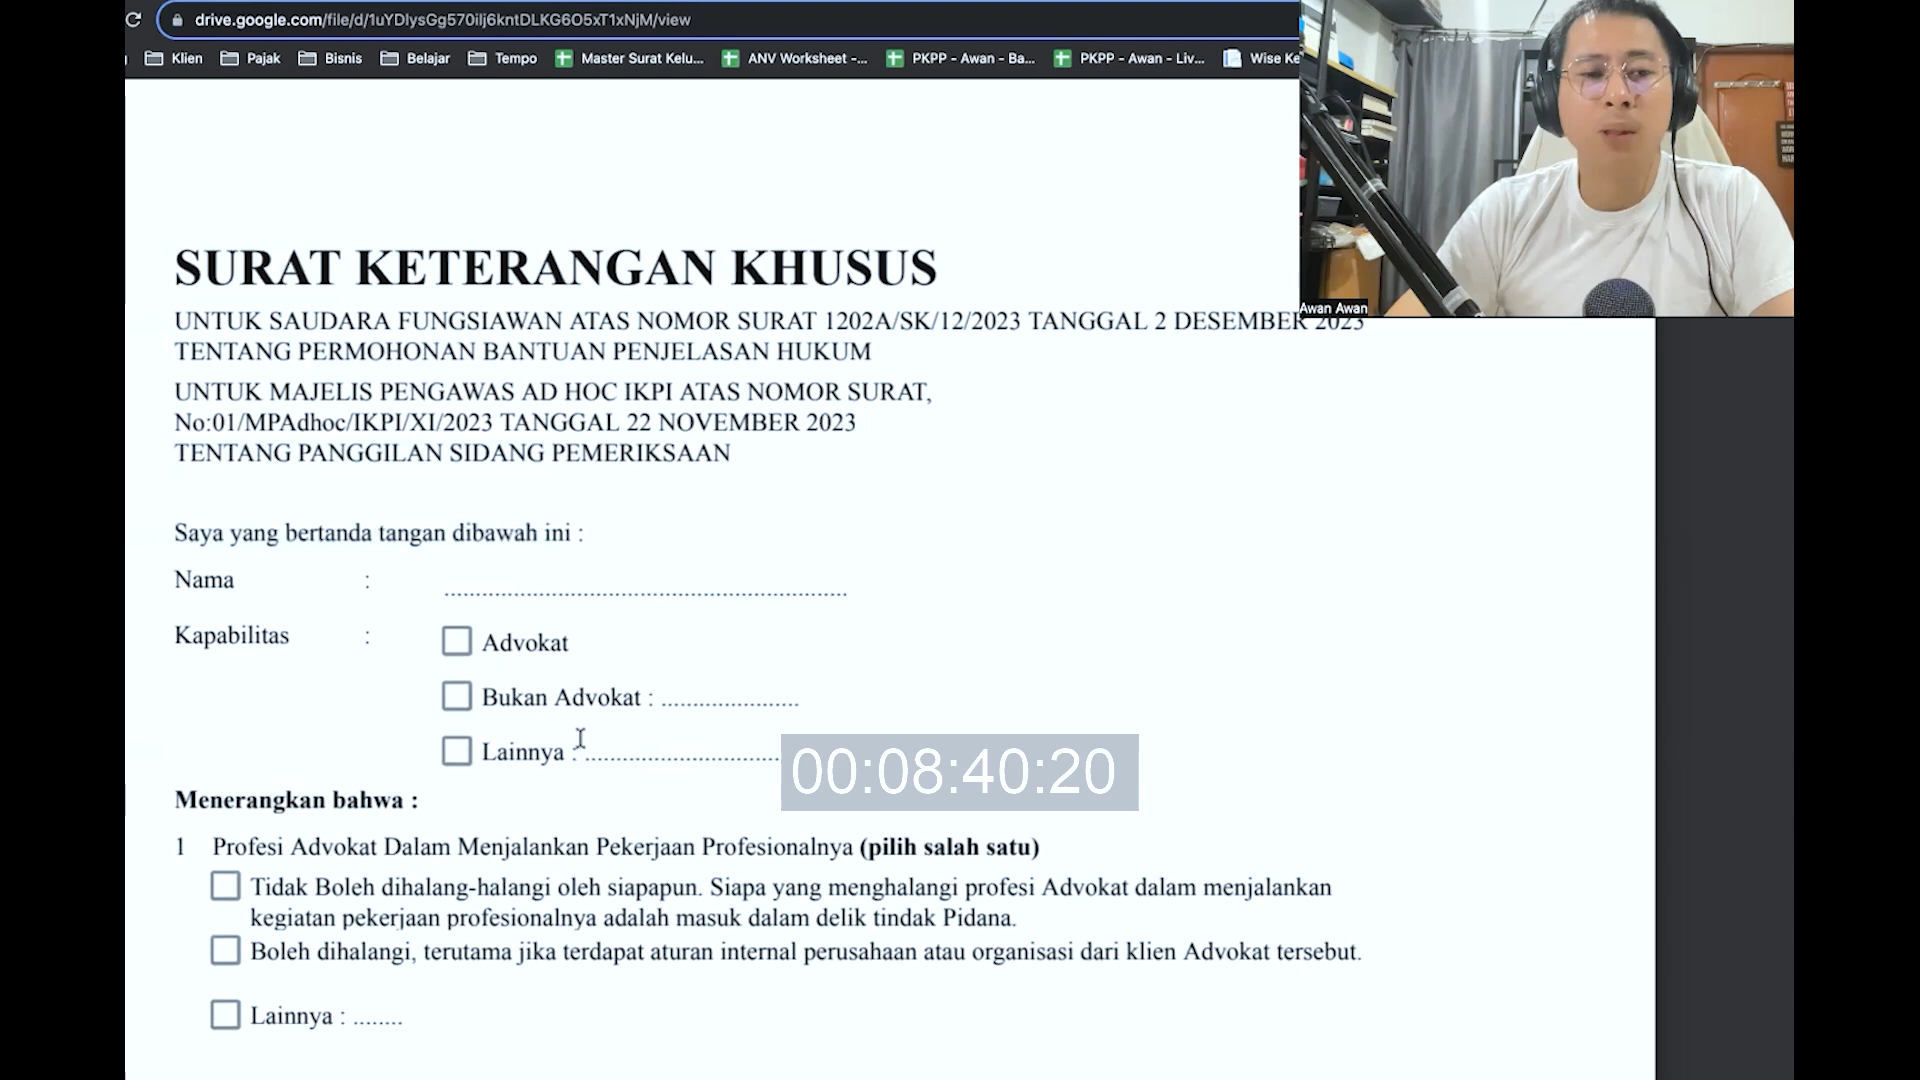 drive.google.com/file/d/1uYDlysGg570ilj6kntDLKG6O5xT1xNjM/view
Klien Pajak Bisnis Belajar Tempo Master Surat Kelu... ANV Worksheet -... PKPP - Awan - Ba... PKPP - Awan - Liv... Wise Ke
Awan Awan
SURAT KETERANGAN KHUSUS
UNTUK SAUDARA FUNGSIAWAN ATAS NOMOR SURAT 1202A/SK/12/2023 TANGGAL 2 DESEMBER 2023
TENTANG PERMOHONAN BANTUAN PENJELASAN HUKUM
UNTUK MAJELIS PENGAWAS AD HOC IKPI ATAS NOMOR SURAT,
No:01/MPAdhoc/IKPI/XI/2023 TANGGAL 22 NOVEMBER 2023
TENTANG PANGGILAN SIDANG PEMERIKSAAN
Saya yang bertanda tangan dibawah ini :
Nama : ................................................................
Kapabilitas : Advokat
Bukan Advokat : ......................
Lainnya : ...............................
00:08:40:20
Menerangkan bahwa :
1 Profesi Advokat Dalam Menjalankan Pekerjaan Profesionalnya (pilih salah satu)
Tidak Boleh dihalang-halangi oleh siapapun. Siapa yang menghalangi profesi Advokat dalam menjalankan
kegiatan pekerjaan profesionalnya adalah masuk dalam delik tindak Pidana.
Boleh dihalangi, terutama jika terdapat aturan internal perusahaan atau organisasi dari klien Advokat tersebut.
Lainnya : ........